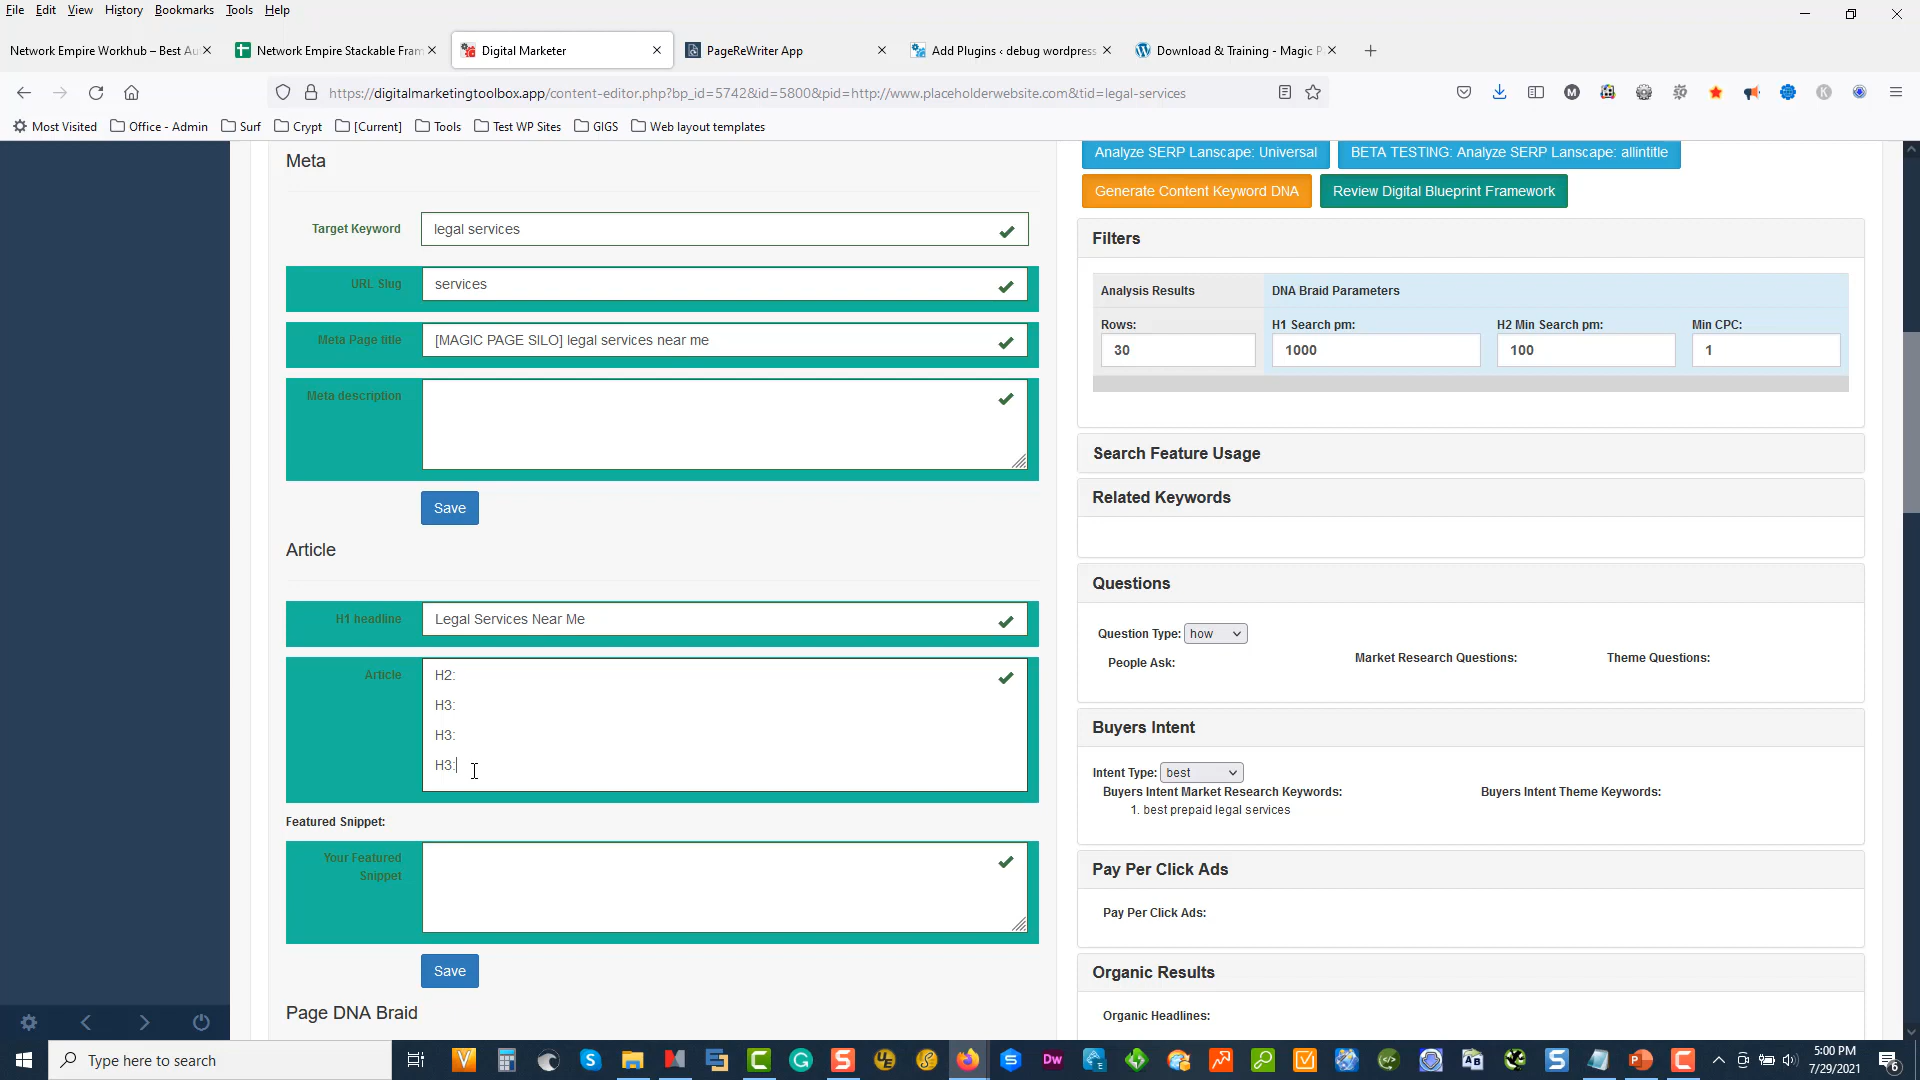 File Edit View History Bookmarks Tools Help
Network Empire Workhub – Best Au
Network Empire Stackable Fram
Digital Marketer
PageReWriter App
Add Plugins ‹ debug wordpress
Download & Training - Magic P
https://digitalmarketingtoolbox.app/content-editor.php?bp_id=5742&id=5800&pid=http://www.placeholderwebsite.com&tid=legal-services
Most Visited Office - Admin Surf Crypt [Current] Tools Test WP Sites GIGS Web layout templates
Meta
Target Keyword legal services
URL Slug services
Meta Page title [MAGIC PAGE SILO] legal services near me
Meta description
Save
Article
H1 headline Legal Services Near Me
Article H2:
H3:
H3:
H3:
Featured Snippet:
Your Featured
Snippet
Save
Page DNA Braid
Analyze SERP Lanscape: Universal
BETA TESTING: Analyze SERP Lanscape: allintitle
Generate Content Keyword DNA
Review Digital Blueprint Framework
Filters
Analysis Results DNA Braid Parameters
Rows: H1 Search pm: H2 Min Search pm: Min CPC:
30 1000 100 1
Search Feature Usage
Related Keywords
Questions
Question Type: how
People Ask: Market Research Questions: Theme Questions:
Buyers Intent
Intent Type: best
Buyers Intent Market Research Keywords: Buyers Intent Theme Keywords:
1. best prepaid legal services
Pay Per Click Ads
Pay Per Click Ads:
Organic Results
Organic Headlines:
Type here to search
5:00 PM
7/29/2021